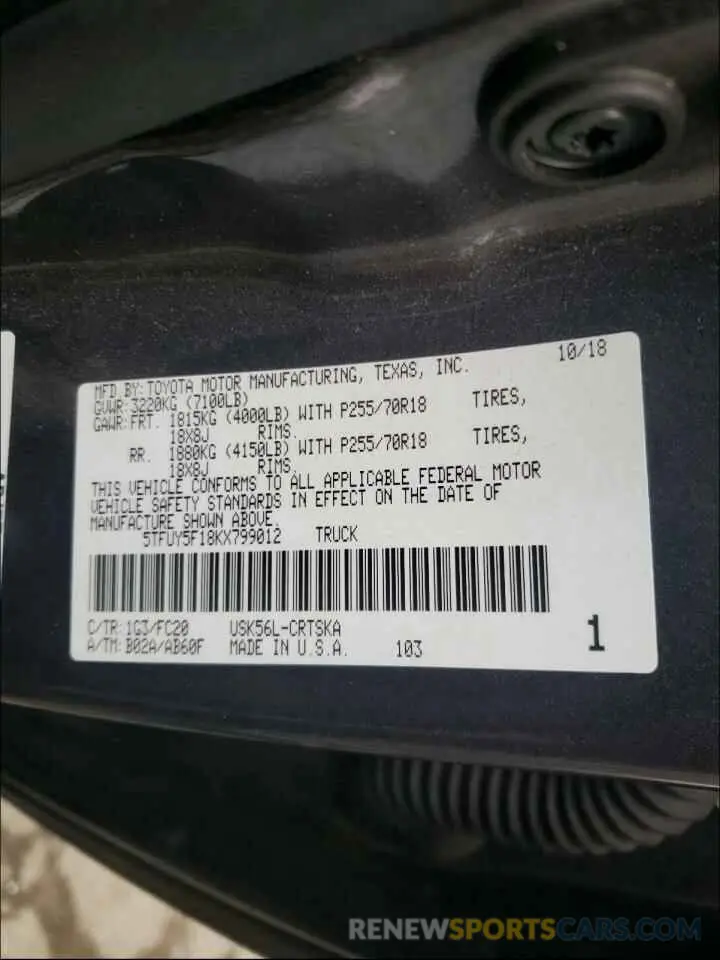 10/18
MFD BY: TOYOTA MOTOR MANUFACTURING, TEXAS, INC.
GVWR: 3220KG (7100LB)
GAWR: FRT. 1815KG (4000LB) WITH P255/70R18 TIRES,
18X8J RIMS.
RR. 1880KG (4150LB) WITH P255/70R18 TIRES,
18X8J RIMS.
THIS VEHICLE CONFORMS TO ALL APPLICABLE FEDERAL MOTOR
VEHICLE SAFETY STANDARDS IN EFFECT ON THE DATE OF
MANUFACTURE SHOWN ABOVE.
5TFUY5F18KX799012 TRUCK
C/TR: 1G3/FC20 USK56L-CRTSKA
A/TM: B02A/AB60F MADE IN U.S.A. 103 1
RENEWSPORTSCARS.COM